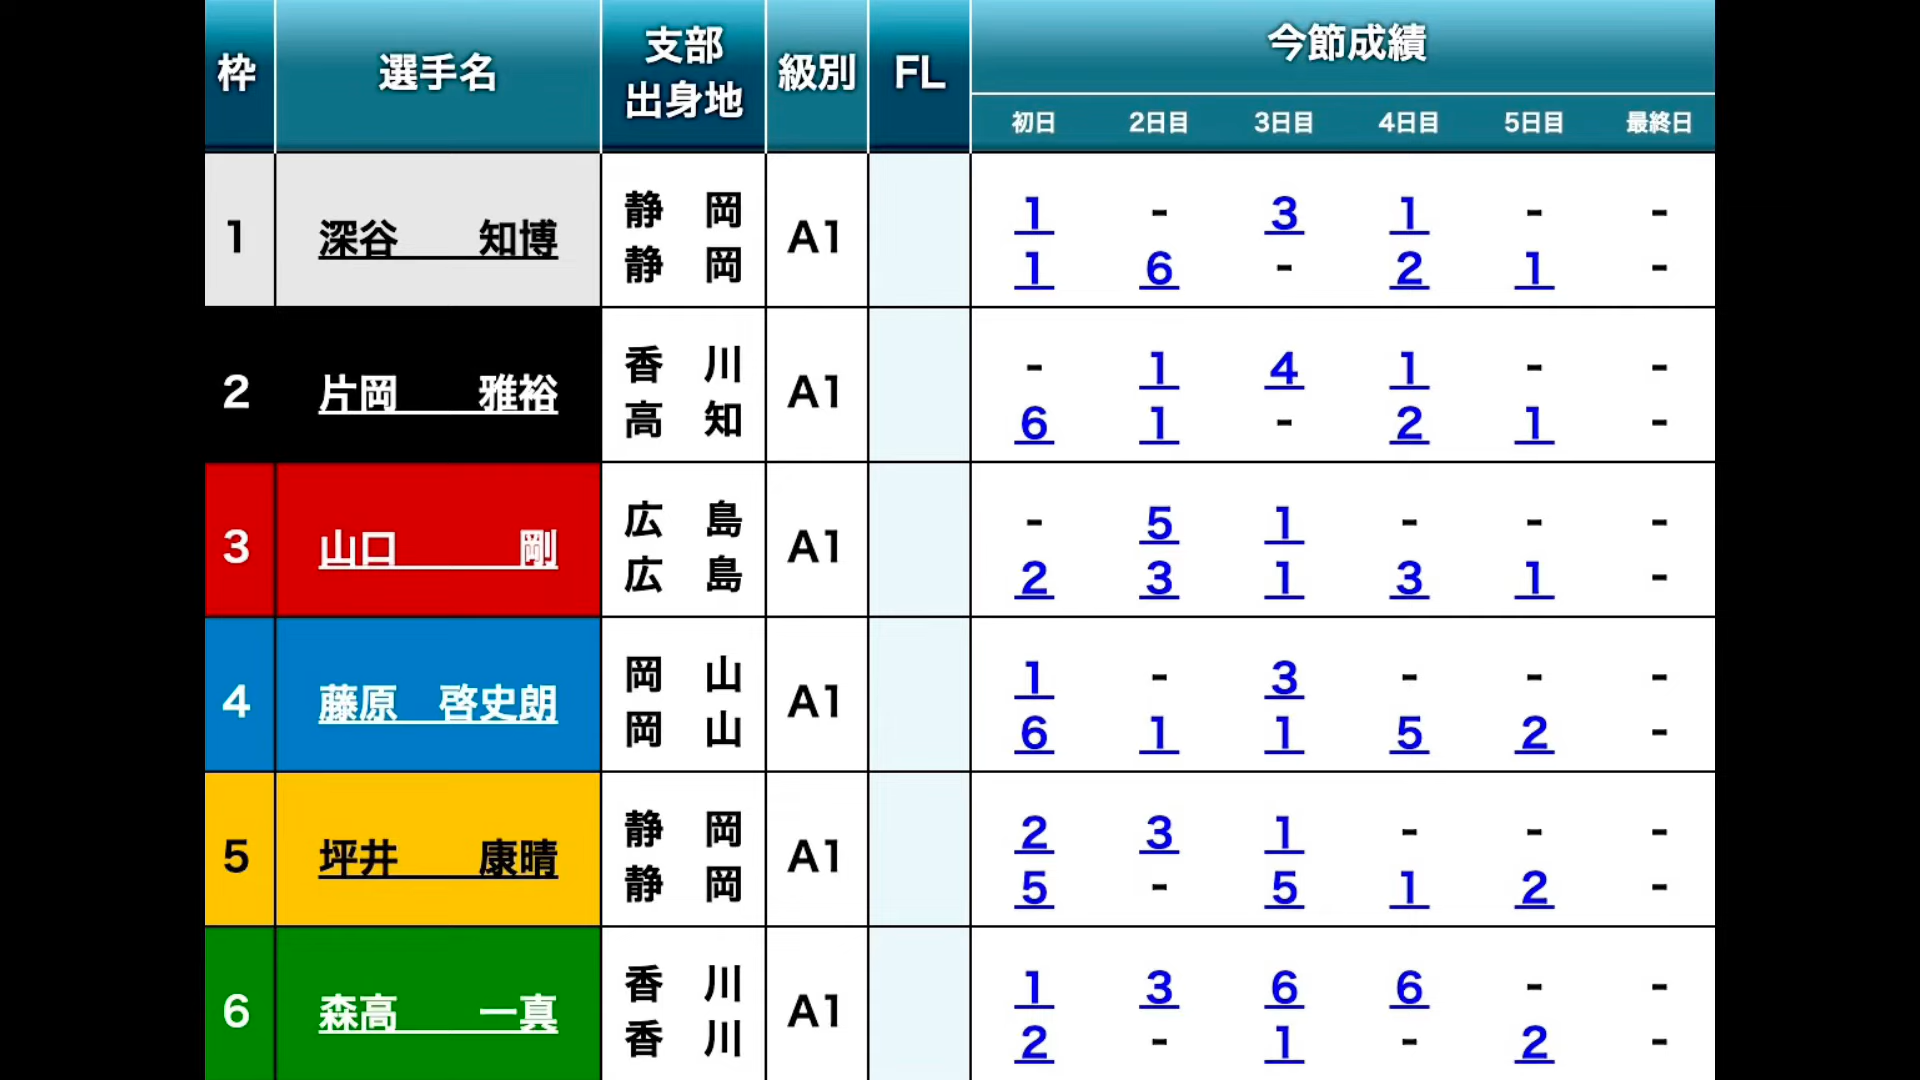 枠 選手名 支部 出身地 級別 FL 今節成績
初日 2日目 3日目 4日目 5日目 最終日
1 深谷 知博 静岡 A1 1 - 3 1 - -
静岡 1 6 - 2 1 -
2 片岡 雅裕 香川 A1 - 1 4 1 - -
高知 6 1 - 2 1 -
3 山口 剛 広島 A1 - 5 1 - - -
広島 2 3 1 3 1 -
4 藤原 啓史朗 岡山 A1 1 - 3 - - -
岡山 6 1 1 5 2 -
5 坪井 康晴 静岡 A1 2 3 1 - - -
静岡 5 - 5 1 2 -
6 森高 一真 香川 A1 1 3 6 6 - -
香川 2 - 1 - 2 -